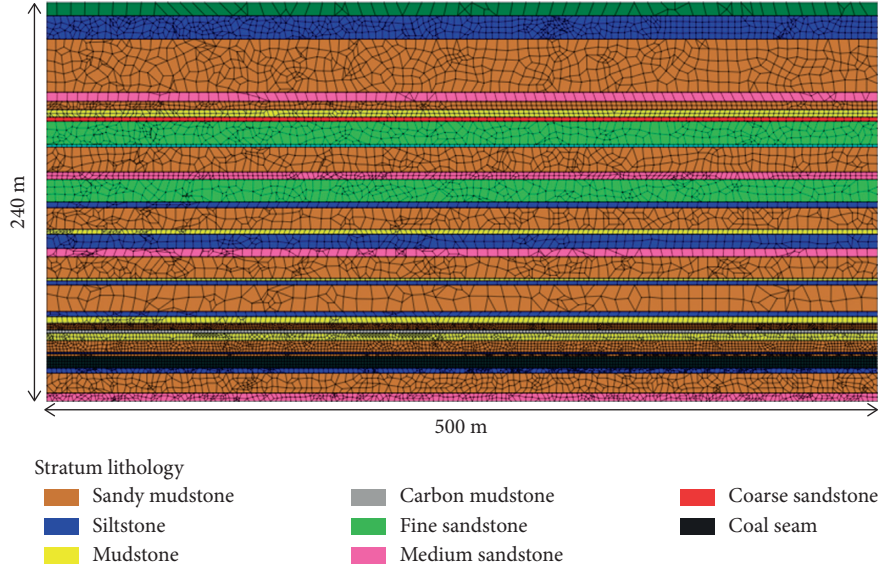 240 m
500 m
Stratum lithology
Sandy mudstone
Carbon mudstone
Coarse sandstone
Siltstone
Fine sandstone
Coal seam
Mudstone
Medium sandstone